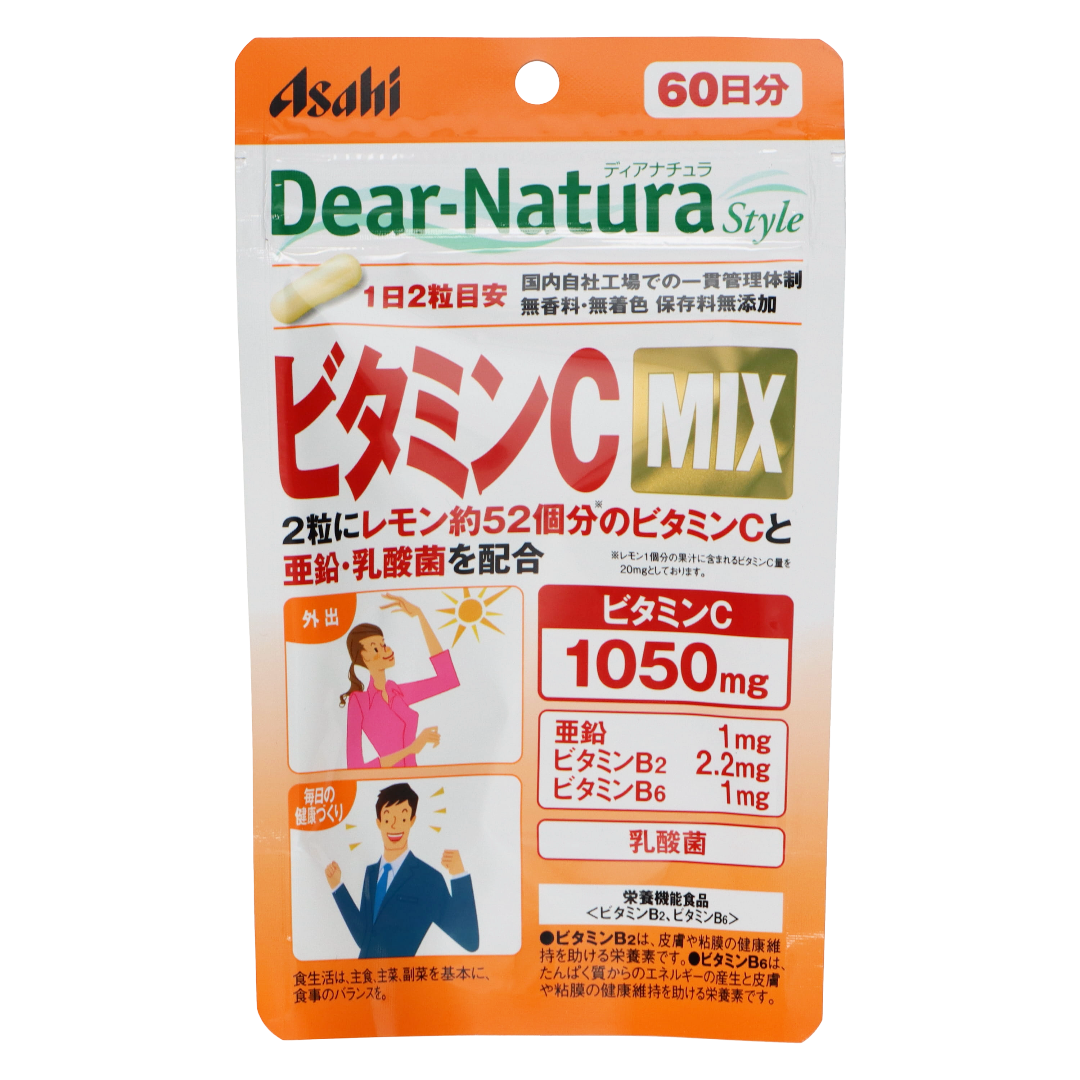 Asahi
60日分
ディアナチュラ
Dear-Natura Style
1日2粒目安
国内自社工場での一貫管理体制
無香料・無着色 保存料無添加
ビタミンC MIX
2粒にレモン約52個分※のビタミンCと
亜鉛・乳酸菌を配合
※レモン1個分の果汁に含まれるビタミンC量を
20mgとしております。
外出
ビタミンC
1050mg
亜鉛 1mg
ビタミンB2 2.2mg
ビタミンB6 1mg
乳酸菌
毎日の
健康づくり
食生活は、主食、主菜、副菜を基本に、
食事のバランスを。
栄養機能食品
<ビタミンB2、ビタミンB6>
●ビタミンB2は、皮膚や粘膜の健康維
持を助ける栄養素です。●ビタミンB6は、
たんぱく質からのエネルギーの産生と皮膚
や粘膜の健康維持を助ける栄養素です。